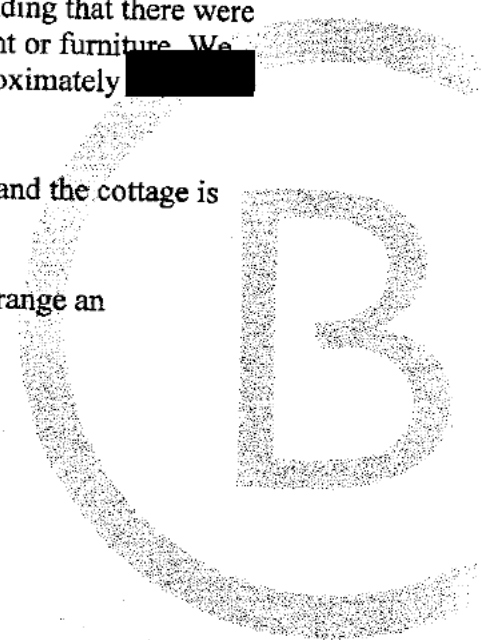 ding that there were
nt or furniture. We
oximately
and the cottage is
range an
B